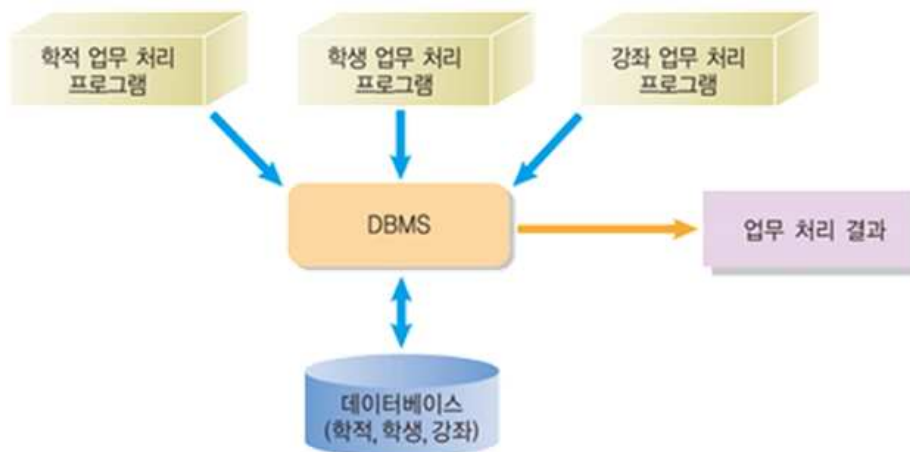 학적 업무 처리
프로그램
학생 업무 처리
프로그램
강좌 업무 처리
프로그램
DBMS
업무 처리 결과
데이터베이스
(학적, 학생, 강좌)